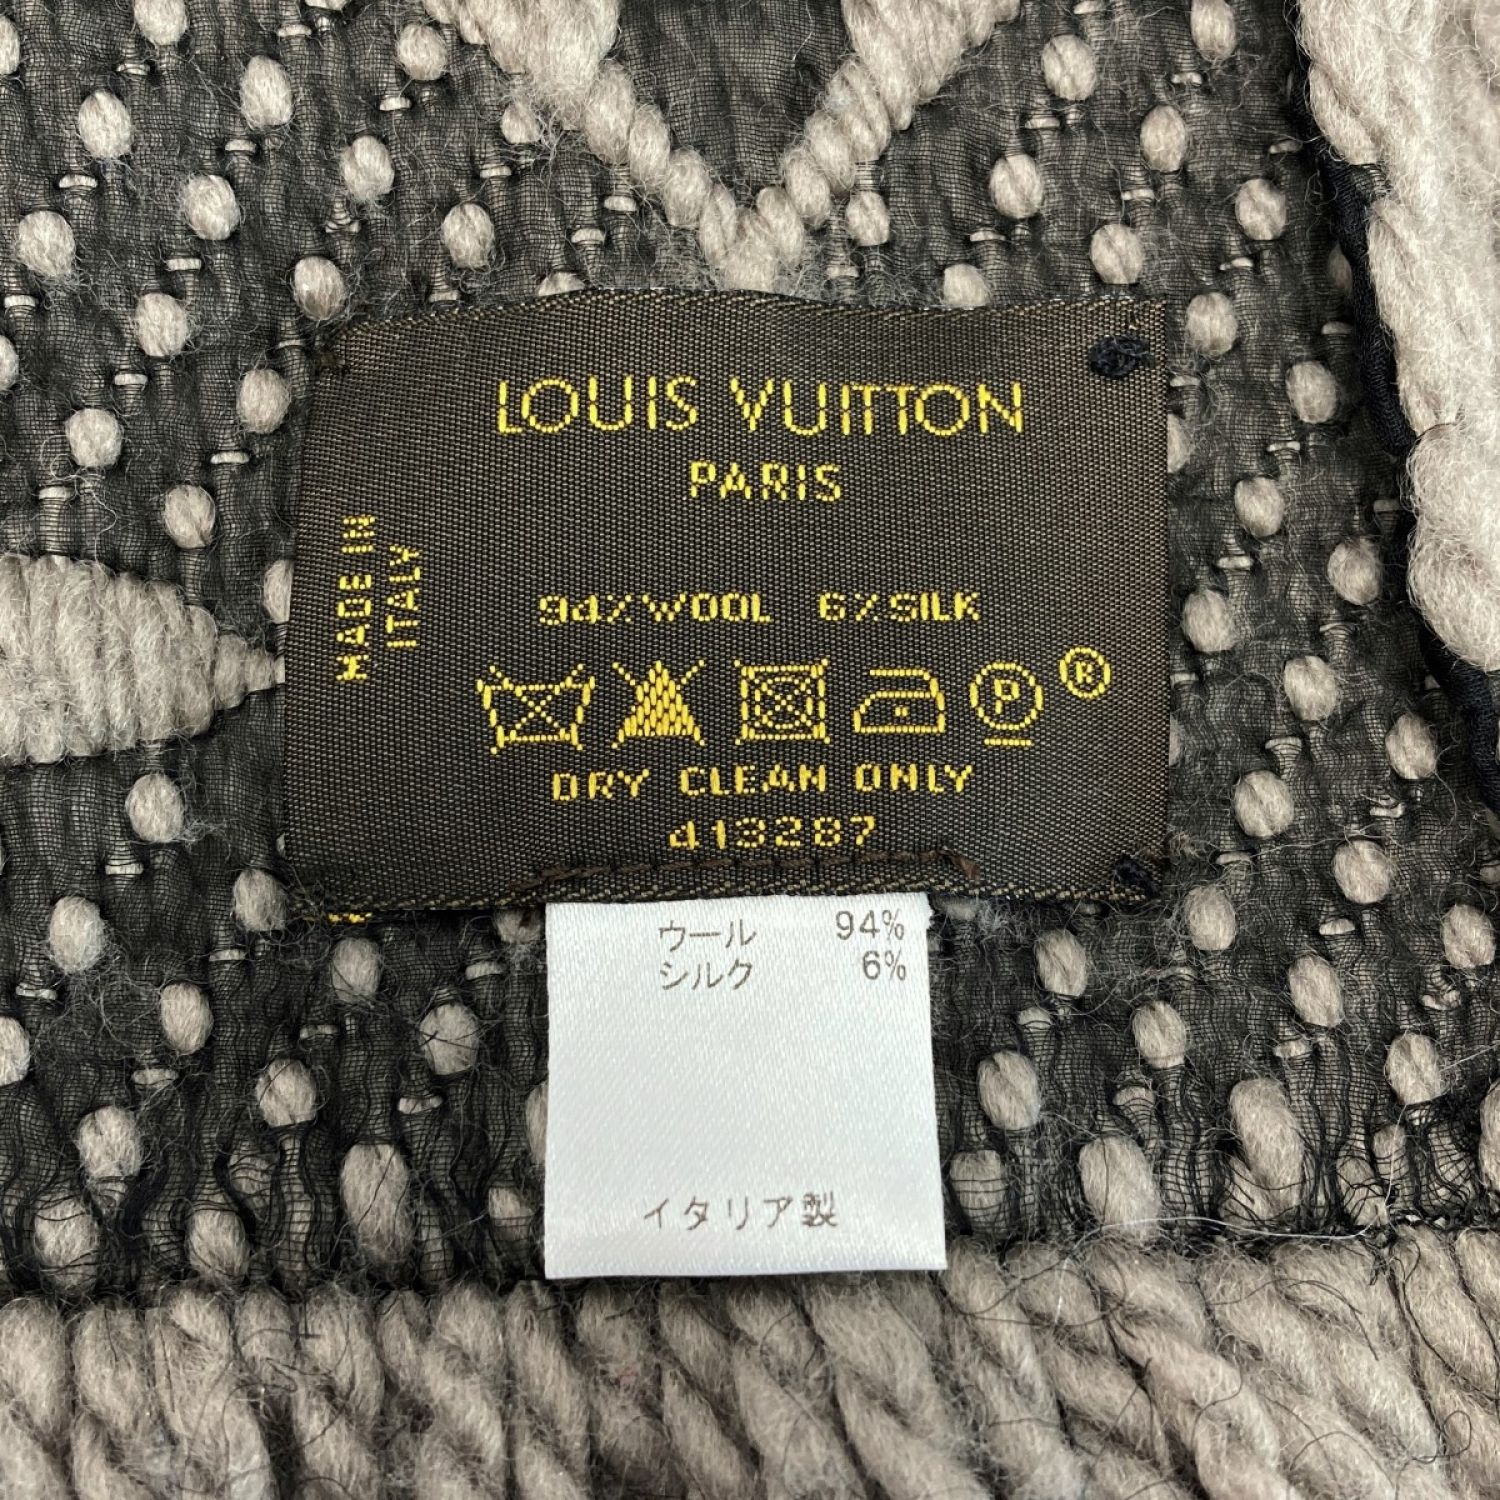 LOUIS VUITTON
PARIS
MADE IN
ITALY
94% WOOL 6% SILK
P ®
DRY CLEAN ONLY
413287
ウール 94%
シルク 6%
イタリア製